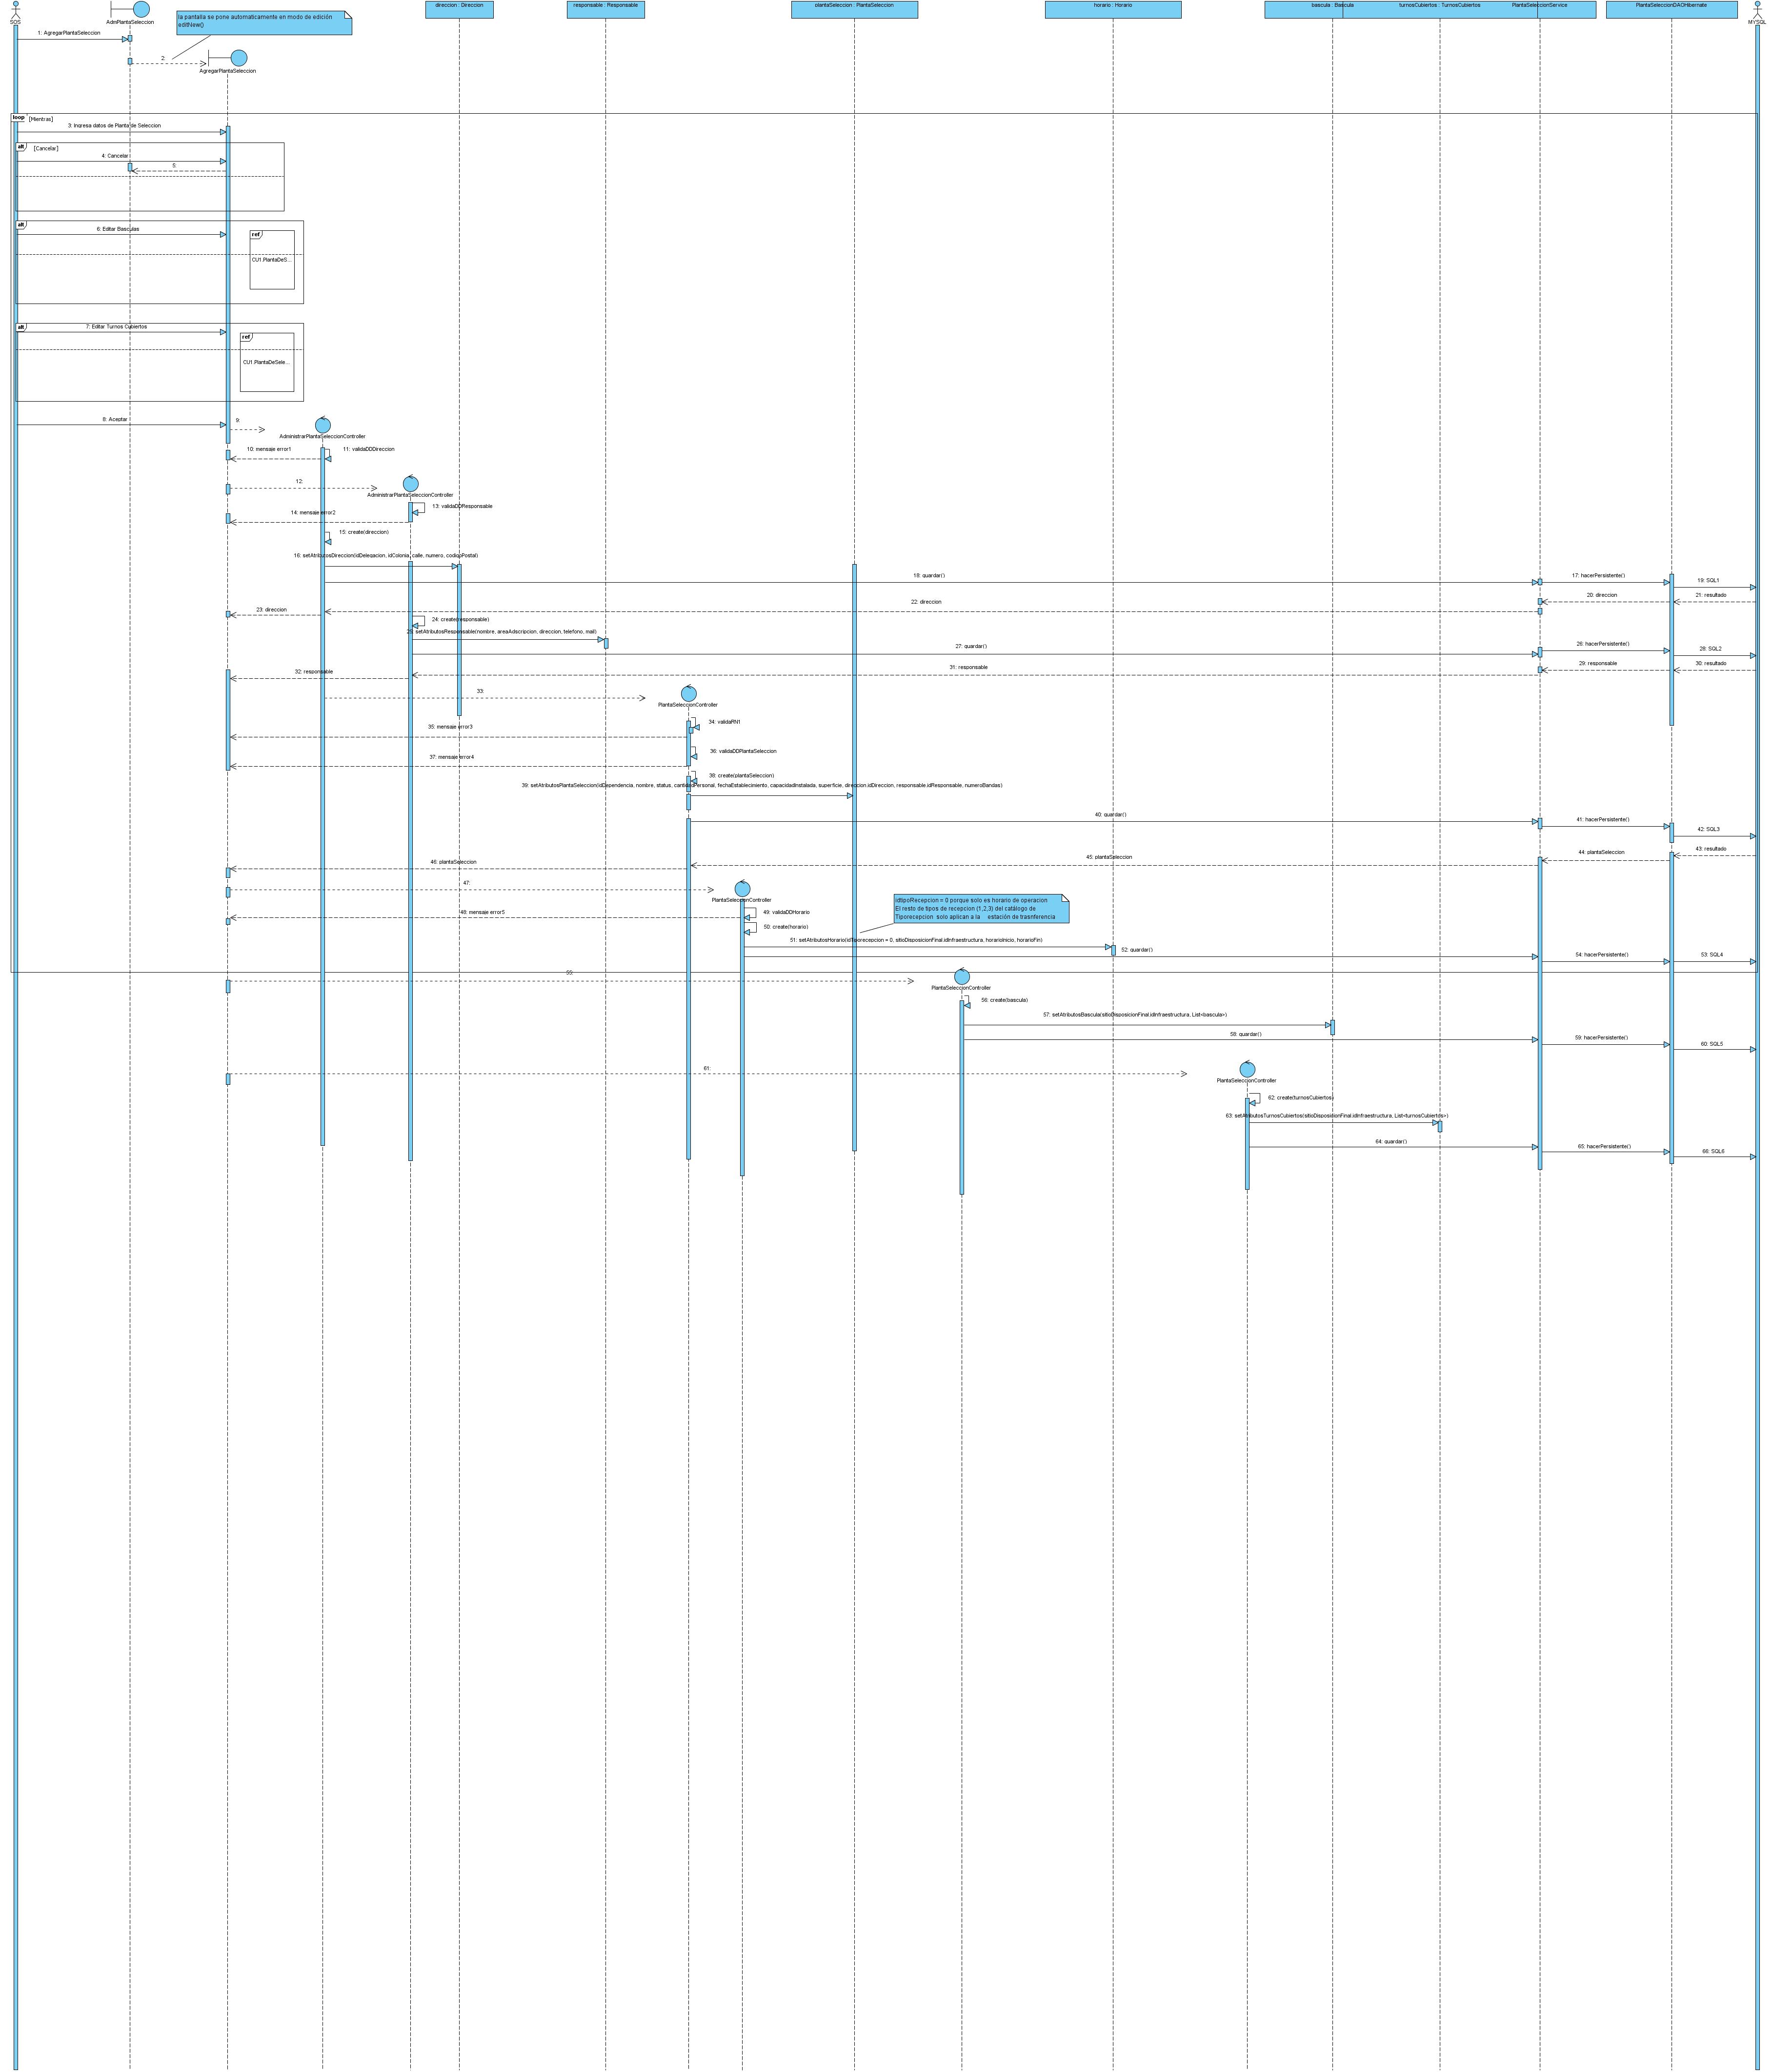 SOS
AdmPlantaSeleccion
la pantalla se pone automaticamente en modo de edición
editNew()
direccion : Direccion
responsable : Responsable
plantaSeleccion : PlantaSeleccion
horario : Horario
bascula : Bascula
turnosCubiertos : TurnosCubiertos
PlantaSeleccionService
PlantaSeleccionDAOHibernate
MYSQL
1: AgregarPlantaSeleccion
2:
AgregarPlantaSeleccion
loop
[Mientras]
3: Ingresa datos de Planta de Seleccion
alt
[Cancelar]
4: Cancelar
5:
alt
6: Editar Basculas
ref
CU1.PlantaDeS...
alt
7: Editar Turnos Cubiertos
ref
CU1.PlantaDeSele...
8: Aceptar
9:
AdministrarPlantaSeleccionController
10: mensaje error1
11: validaDDDireccion
12:
AdministrarPlantaSeleccionController
13: validaDDResponsable
14: mensaje error2
15: create(direccion)
16: setAtributosDireccion(idDelegacion, idColonia, calle, numero, codigoPostal)
18: guardar()
17: hacerPersistente()
19: SQL1
20: direccion
21: resultado
22: direccion
23: direccion
24: create(responsable)
25: setAtributosResponsable(nombre, areaAdscripcion, direccion, telefono, mail)
27: guardar()
26: hacerPersistente()
28: SQL2
29: responsable
30: resultado
31: responsable
32: responsable
33:
PlantaSeleccionController
34: validaRN1
35: mensaje error3
36: validaDDPlantaSeleccion
37: mensaje error4
38: create(plantaSeleccion)
39: setAtributosPlantaSeleccion(idDependencia, nombre, status, cantidadPersonal, fechaEstablecimiento, capacidadInstalada, superficie, direccion.idDireccion, responsable.idResponsable, numeroBandas)
40: guardar()
41: hacerPersistente()
42: SQL3
43: resultado
44: plantaSeleccion
45: plantaSeleccion
46: plantaSeleccion
47:
PlantaSeleccionController
idtipoRecepcion = 0 porque solo es horario de operacion
El resto de tipos de recepcion (1,2,3) del catálogo de
Tiporecepcion solo aplican a la estación de trasnferencia
48: mensaje error5
49: validaDDHorario
50: create(horario)
51: setAtributosHorario(idTiporecepcion = 0, sitioDisposicionFinal.idInfraestructura, horarioInicio, horarioFin)
52: guardar()
54: hacerPersistente()
53: SQL4
55:
PlantaSeleccionController
56: create(bascula)
57: setAtributosBascula(sitioDisposicionFinal.idInfraestructura, List<bascula>)
58: guardar()
59: hacerPersistente()
60: SQL5
61:
PlantaSeleccionController
62: create(turnosCubiertos)
63: setAtributosTurnosCubiertos(sitioDisposicionFinal.idInfraestructura, List<turnosCubiertos>)
64: guardar()
65: hacerPersistente()
66: SQL6